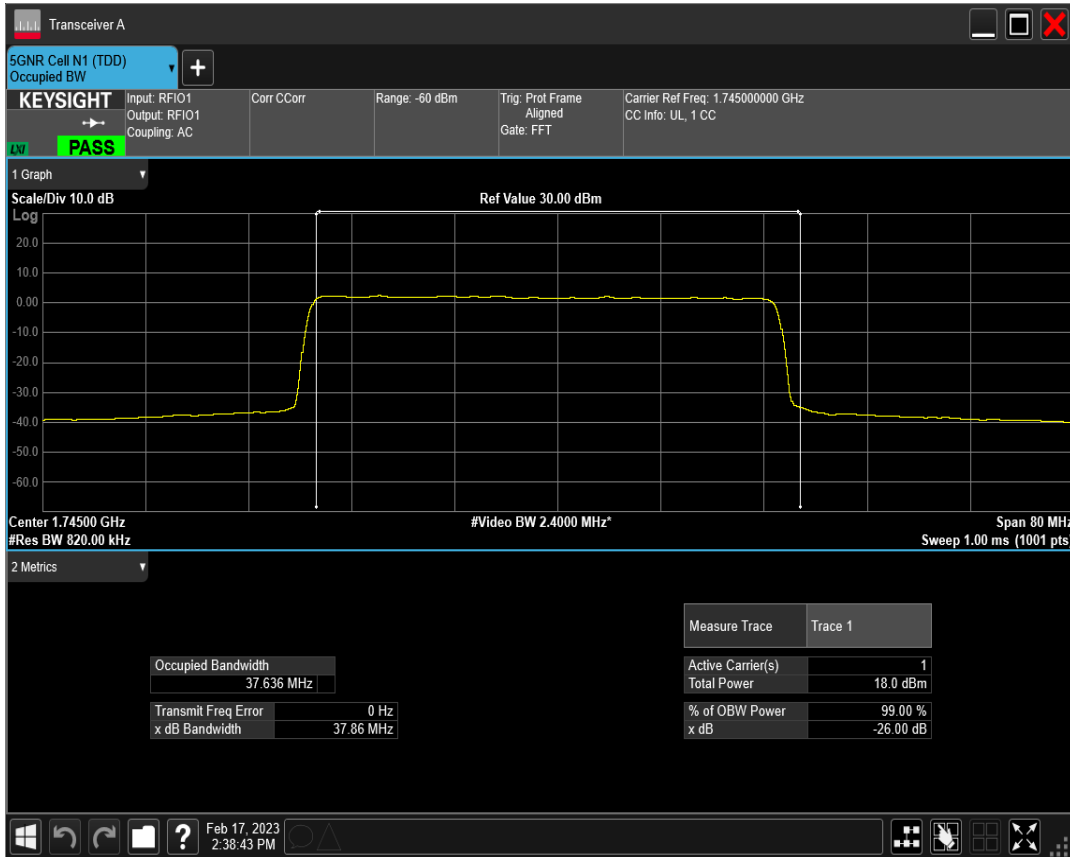 Transceiver A
5GNR Cell N1 (TDD)
Occupied BW
+
KEYSIGHT
LXI
PASS
Input: RFIO1
Output: RFIO1
Coupling: AC
Corr CCorr
Range: -60 dBm
Trig: Prot Frame
Aligned
Gate: FFT
Carrier Ref Freq: 1.745000000 GHz
CC Info: UL, 1 CC
1 Graph
Scale/Div 10.0 dB
Ref Value 30.00 dBm
Log
20.0
10.0
0.00
-10.0
-20.0
-30.0
-40.0
-50.0
-60.0
Center 1.74500 GHz
#Video BW 2.4000 MHz*
Span 80 MHz
#Res BW 820.00 kHz
Sweep 1.00 ms (1001 pts)
2 Metrics
Measure Trace
Trace 1
Occupied Bandwidth
37.636 MHz
Active Carrier(s) 1
Total Power 18.0 dBm
Transmit Freq Error 0 Hz
x dB Bandwidth 37.86 MHz
% of OBW Power 99.00 %
x dB -26.00 dB
?
Feb 17, 2023
2:38:43 PM